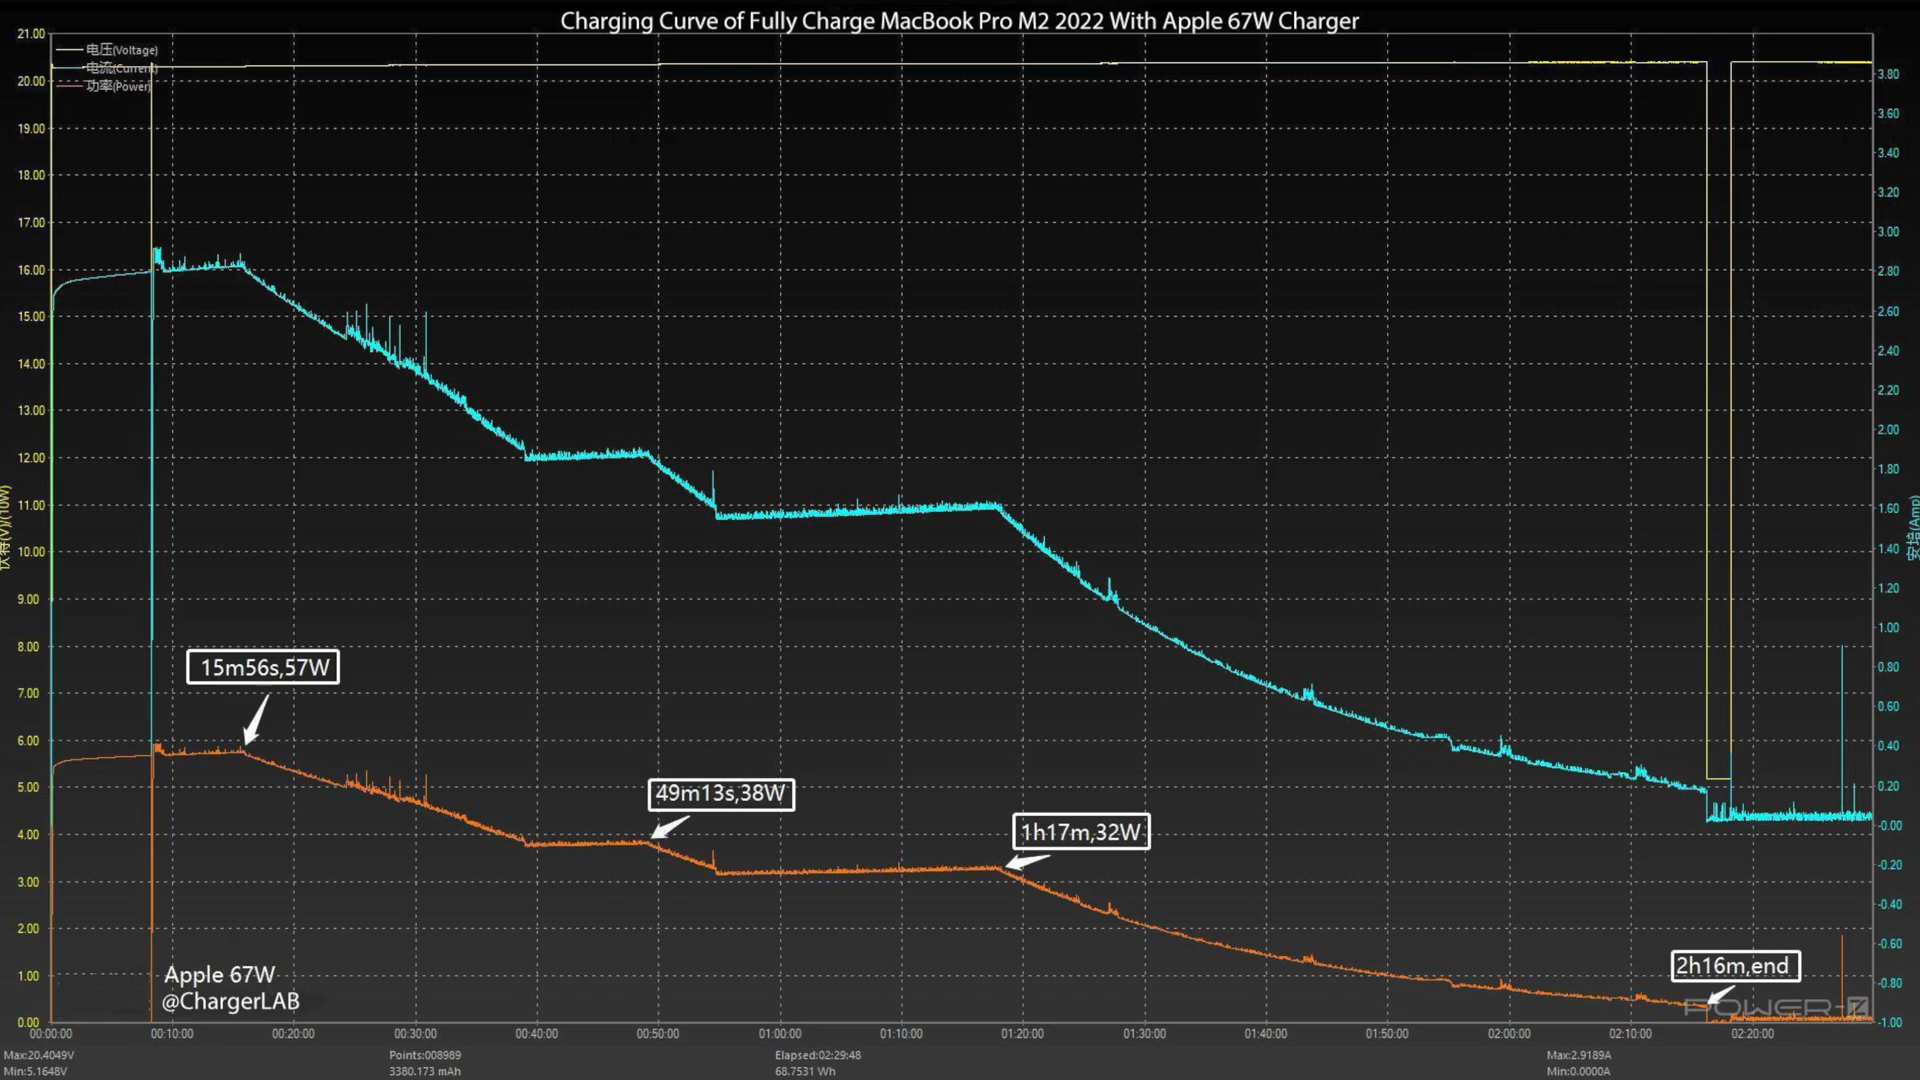 Charging Curve of Fully Charge MacBook Pro M2 2022 With Apple 67W Charger
21.00
电压(Voltage)
电流(Current)
20.00
3.80
功率(Power)
19.00
3.60
3.40
18.00
3.20
17.00
3.00
16.00
2.80
15.00
2.60
14.00
2.40
2.20
13.00
2.00
12.00
1.80
11.00
1.60
伏特(V)/(10W)
安培(Amp)
10.00
1.40
9.00
1.20
8.00
1.00
15m56s,57W
0.80
7.00
0.60
6.00
0.40
5.00
0.20
49m13s,38W
4.00
-0.00
1h17m,32W
3.00
-0.20
-0.40
2.00
-0.60
2h16m,end
1.00
-0.80
Apple 67W
@ChargerLAB
POWER-Z
0.00
-1.00
00:00:00 00:10:00 00:20:00 00:30:00 00:40:00 00:50:00 01:00:00 01:10:00 01:20:00 01:30:00 01:40:00 01:50:00 02:00:00 02:10:00 02:20:00
Max:20.4049V Points:008989 Elapsed:02:29:48 Max:2.9189A
Min:5.1648V 3380.173 mAh 68.7531 Wh Min:0.0000A